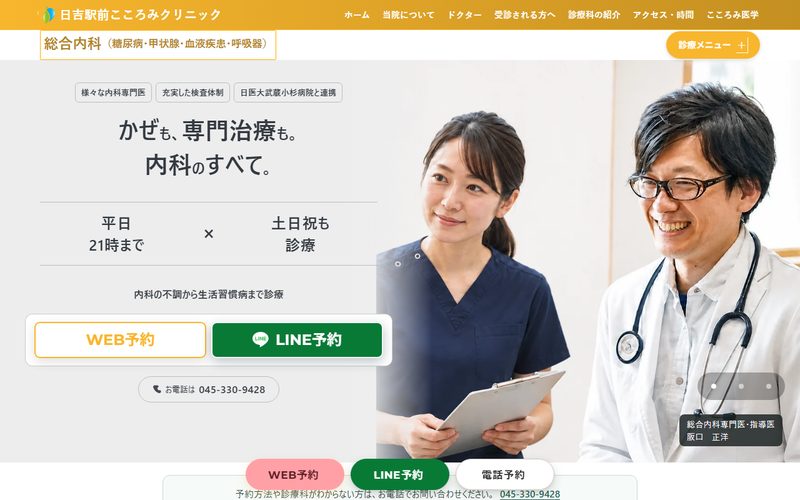 日吉駅前こころみクリニック
ホーム 当院について ドクター 受診される方へ 診療科の紹介 アクセス・時間 こころみ医学
総合内科（糖尿病・甲状腺・血液疾患・呼吸器）
診療メニュー
様々な内科専門医 充実した検査体制 日医大武蔵小杉病院と連携
かぜも、専門治療も。
内科のすべて。
平日
21時まで
×
土日祝も
診療
内科の不調から生活習慣病まで診療
WEB予約
LINE LINE予約
お電話は 045-330-9428
総合内科専門医・指導医
阪口 正洋
WEB予約 LINE予約 電話予約
予約方法や診療科がわからない方は、お電話でお問い合わせください。 045-330-9428